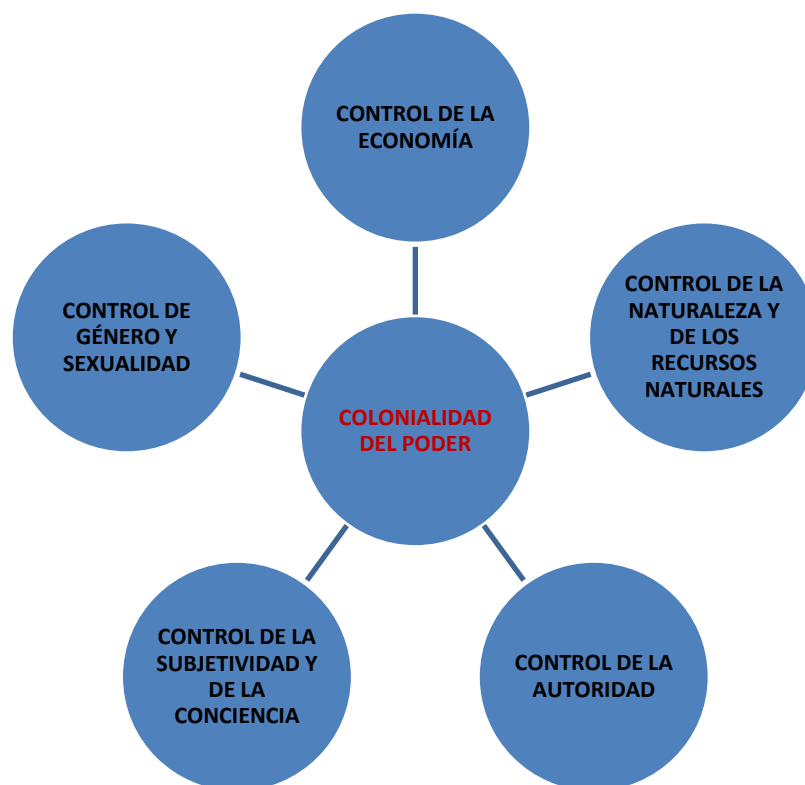 CONTROL DE LA
ECONOMÍA
CONTROL DE LA
NATURALEZA Y
DE LOS
RECURSOS
NATURALES
CONTROL DE
GÉNERO Y
SEXUALIDAD
COLONIALIDAD
DEL PODER
CONTROL DE LA
SUBJETIVIDAD Y
DE LA
CONCIENCIA
CONTROL DE LA
AUTORIDAD